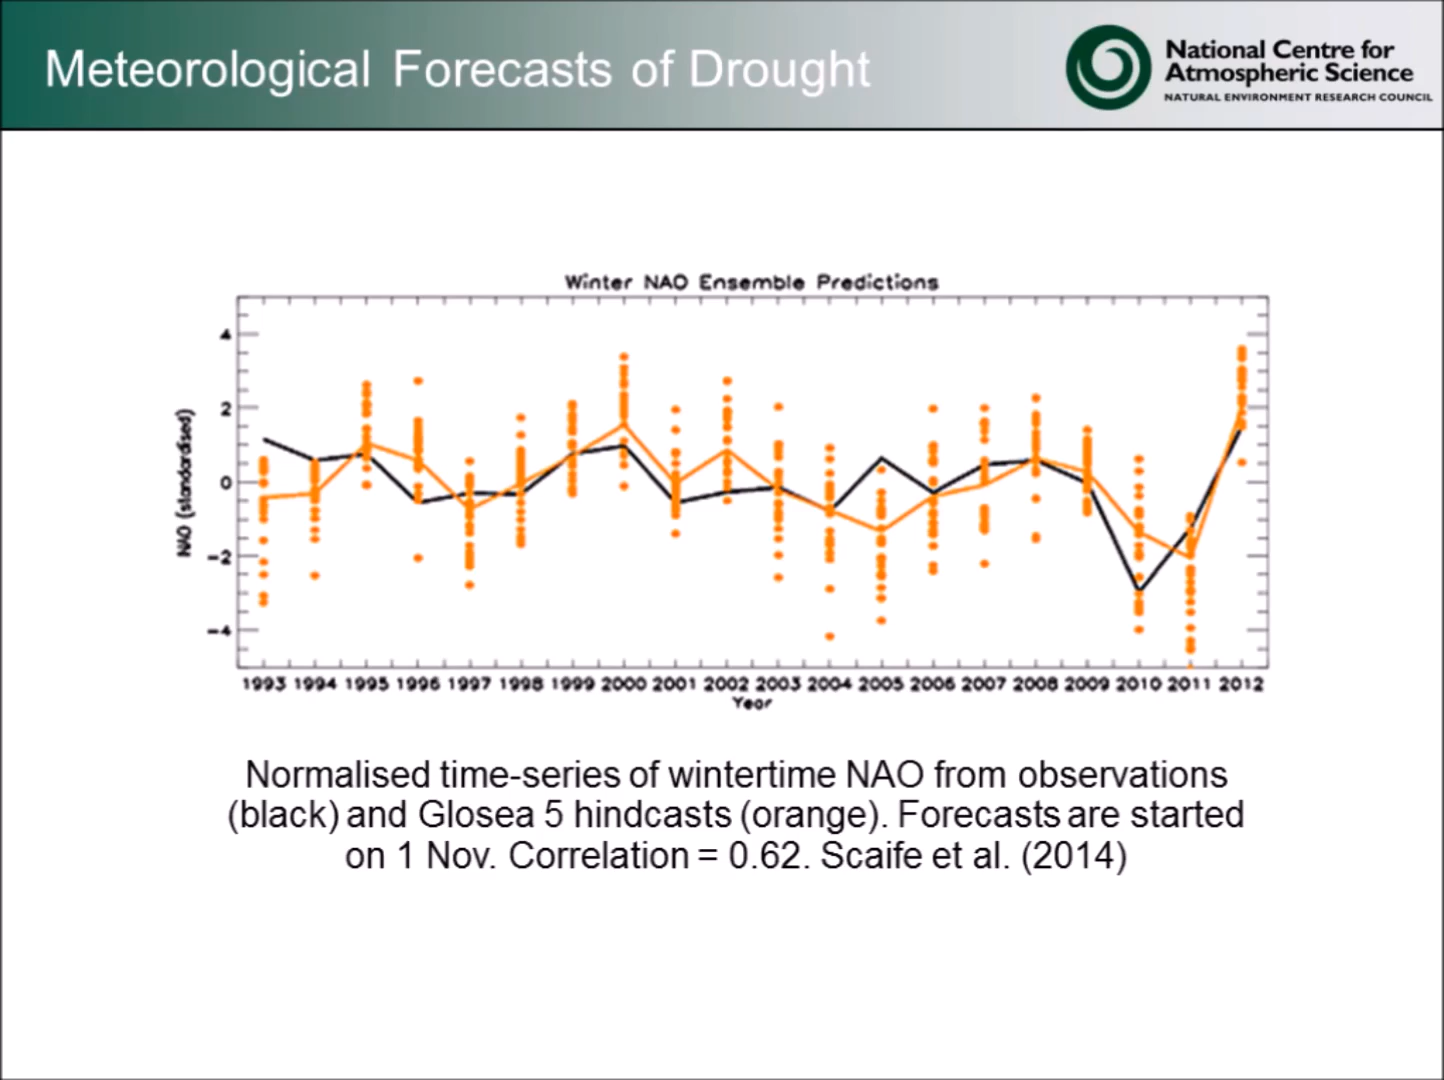 Meteorological Forecasts of Drought
National Centre for
Atmospheric Science
NATURAL ENVIRONMENT RESEARCH COUNCIL
Winter NAO Ensemble Predictions
4
2
0
-2
-4
NAO (standardised)
1993 1994 1995 1996 1997 1998 1999 2000 2001 2002 2003 2004 2005 2006 2007 2008 2009 2010 2011 2012
Year
Normalised time-series of wintertime NAO from observations
(black) and Glosea 5 hindcasts (orange). Forecasts are started
on 1 Nov. Correlation = 0.62. Scaife et al. (2014)